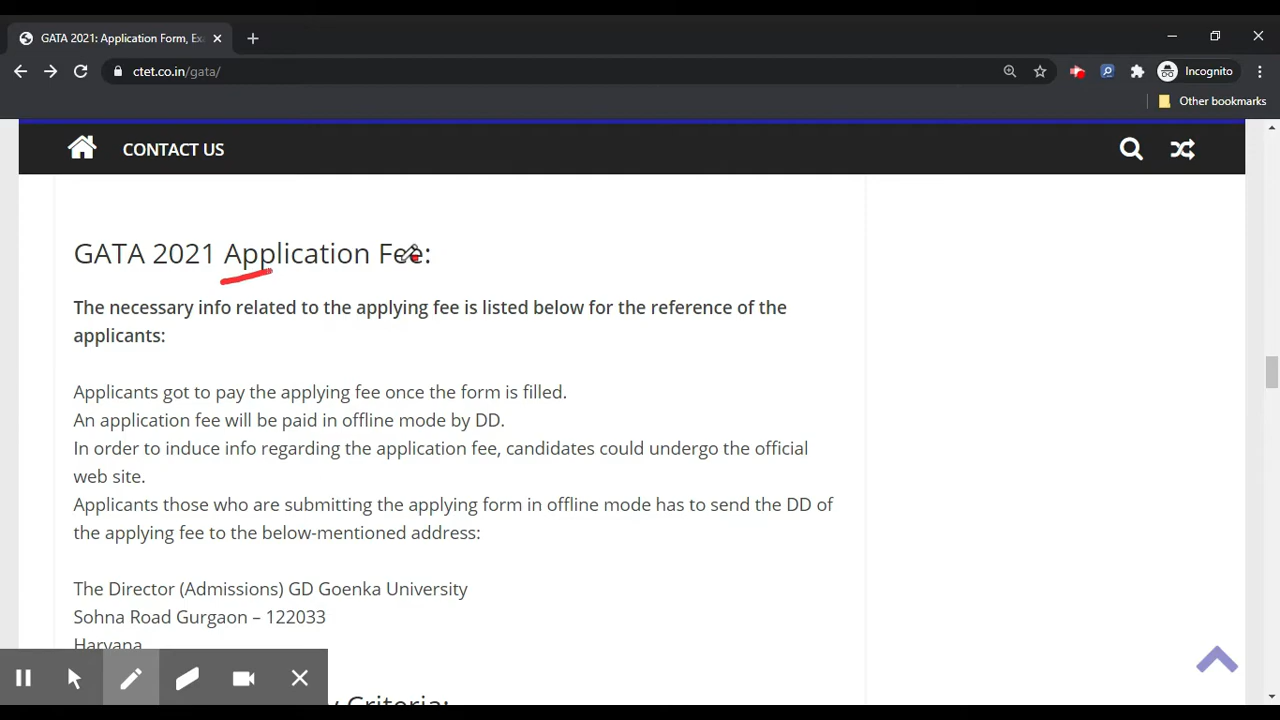 GATA 2021: Application Form, Ex
ctet.co.in/gata/
Incognito
Other bookmarks
CONTACT US
GATA 2021 Application Fee:
The necessary info related to the applying fee is listed below for the reference of the
applicants:
Applicants got to pay the applying fee once the form is filled.
An application fee will be paid in offline mode by DD.
In order to induce info regarding the application fee, candidates could undergo the official
web site.
Applicants those who are submitting the applying form in offline mode has to send the DD of
the applying fee to the below-mentioned address:
The Director (Admissions) GD Goenka University
Sohna Road Gurgaon – 122033
Haryana
y Criteria: